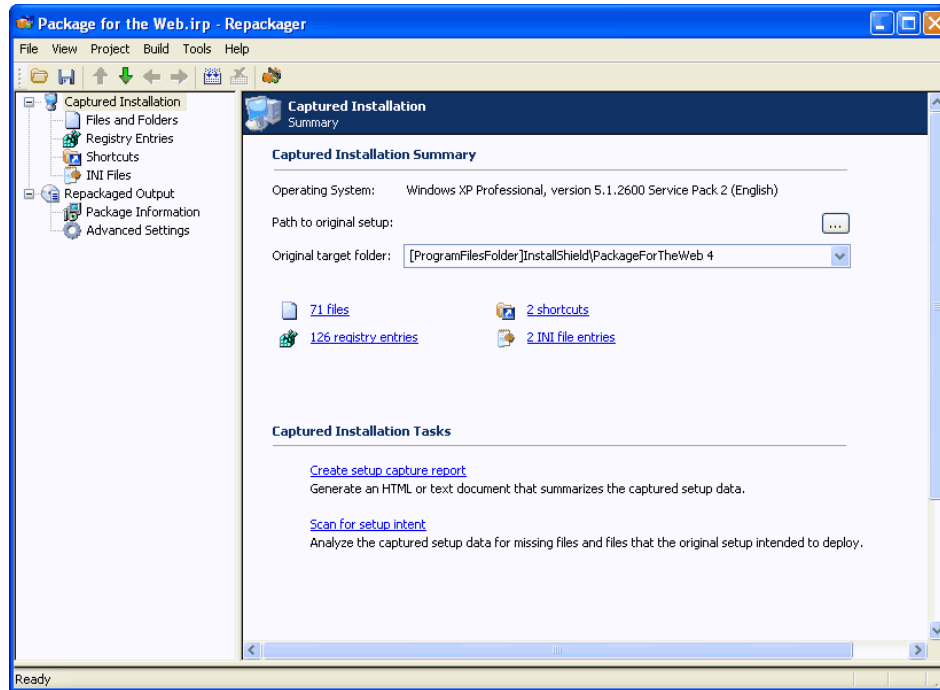 Package for the Web.irp - Repackager
File View Project Build Tools Help
Captured Installation
Files and Folders
Registry Entries
Shortcuts
INI Files
Repackaged Output
Package Information
Advanced Settings
Captured Installation
Summary
Captured Installation Summary
Operating System: Windows XP Professional, version 5.1.2600 Service Pack 2 (English)
Path to original setup: ...
Original target folder: [ProgramFilesFolder]InstallShield\PackageForTheWeb 4
71 files 2 shortcuts
126 registry entries 2 INI file entries
Captured Installation Tasks
Create setup capture report
Generate an HTML or text document that summarizes the captured setup data.
Scan for setup intent
Analyze the captured setup data for missing files and files that the original setup intended to deploy.
Ready